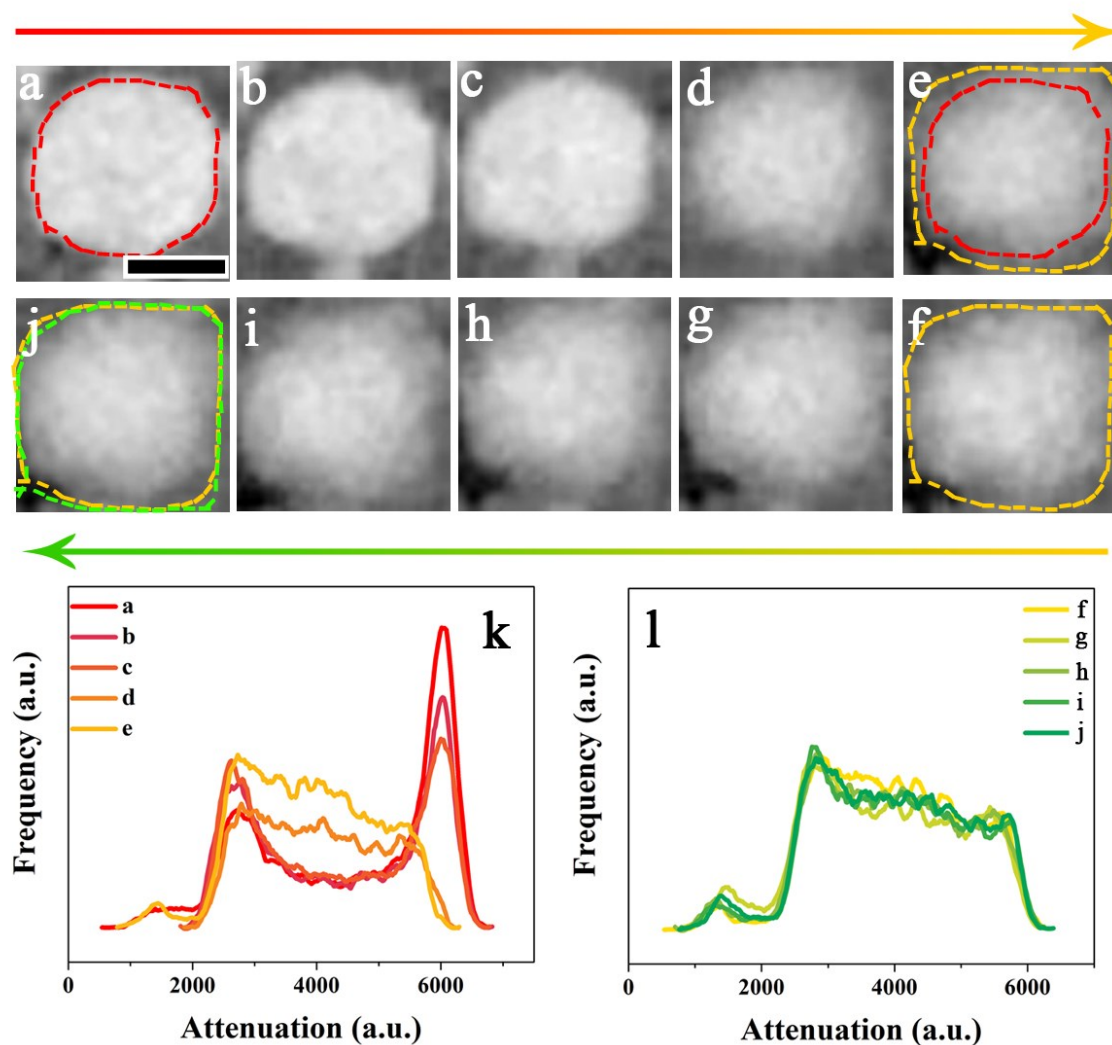 a b c d e
j i h g f
k
a
b
c
d
e
Frequency (a.u.)
0 2000 4000 6000
Attenuation (a.u.)
l
f
g
h
i
j
Frequency (a.u.)
0 2000 4000 6000
Attenuation (a.u.)